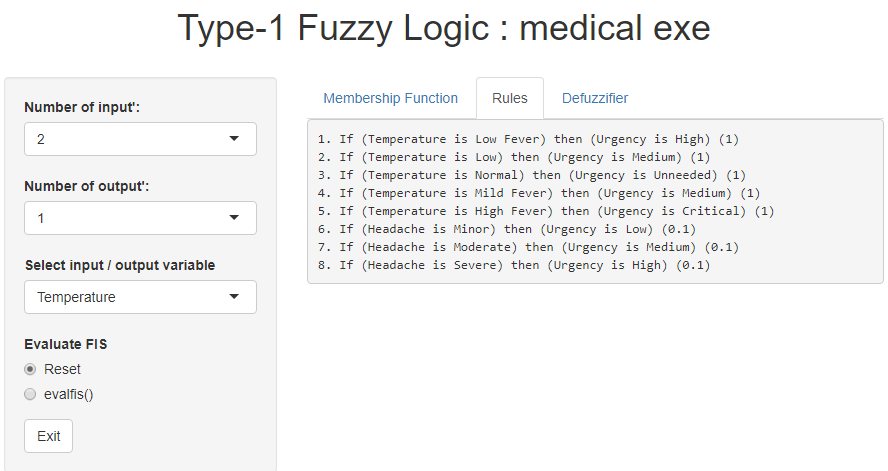 Type-1 Fuzzy Logic : medical exe
Number of input':
2
Number of output':
1
Select input / output variable
Temperature
Evaluate FIS
Reset
evalfis()
Exit
Membership Function
Rules
Defuzzifier
1. If (Temperature is Low Fever) then (Urgency is High) (1)
2. If (Temperature is Low) then (Urgency is Medium) (1)
3. If (Temperature is Normal) then (Urgency is Unneeded) (1)
4. If (Temperature is Mild Fever) then (Urgency is Medium) (1)
5. If (Temperature is High Fever) then (Urgency is Critical) (1)
6. If (Headache is Minor) then (Urgency is Low) (0.1)
7. If (Headache is Moderate) then (Urgency is Medium) (0.1)
8. If (Headache is Severe) then (Urgency is High) (0.1)